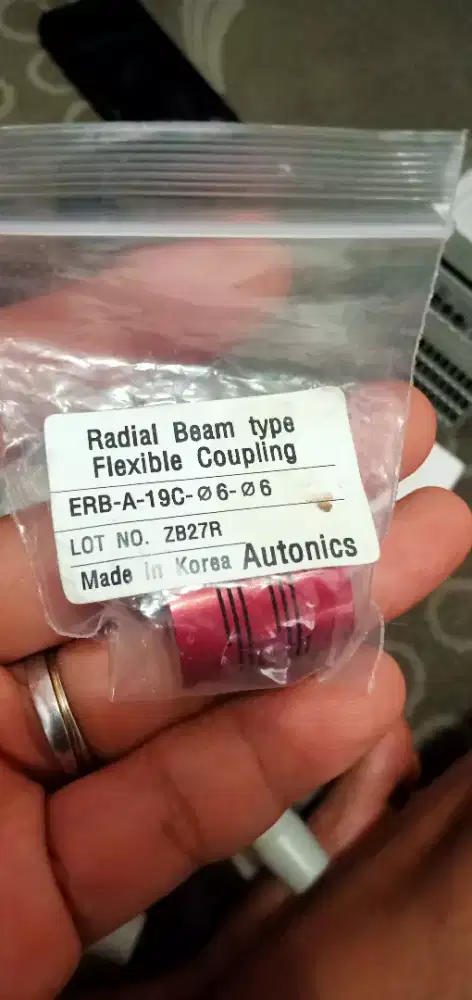 Radial Beam type
Flexible Coupling
ERB-A-19C-Ø6-Ø6
LOT NO. ZB27R
Made in Korea Autonics